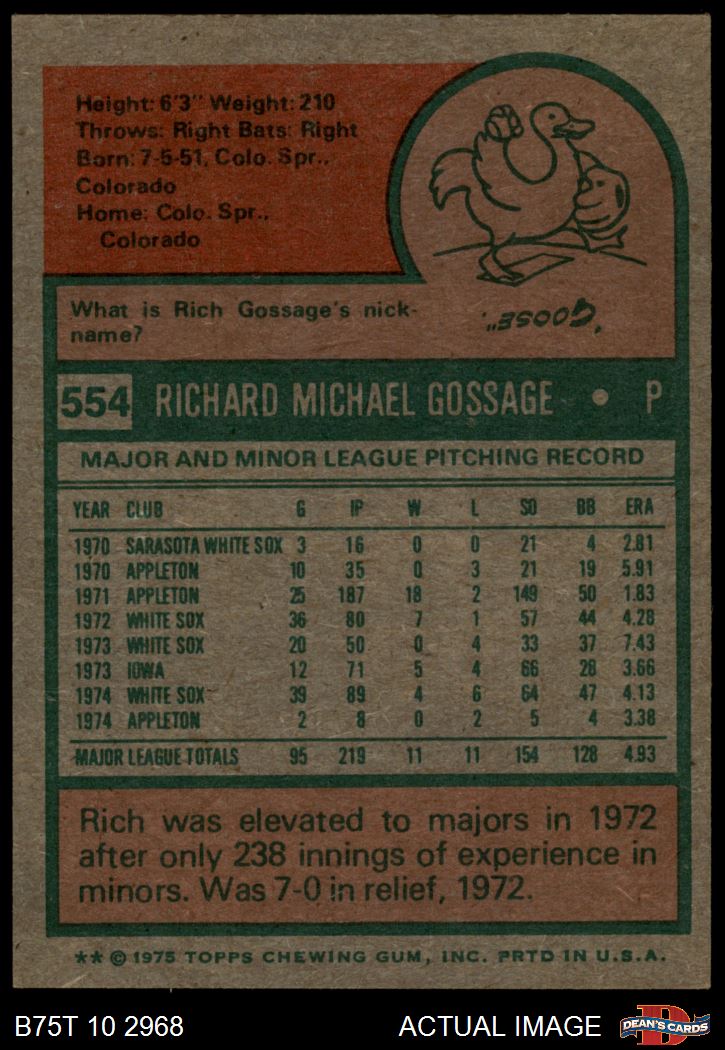 Height: 6'3" Weight: 210
Throws: Right Bats: Right
Born: 7-5-51, Colo. Spr.,
Colorado
Home: Colo. Spr.,
Colorado
What is Rich Gossage's nick-
name?
"GOOSE."
554 RICHARD MICHAEL GOSSAGE • P
MAJOR AND MINOR LEAGUE PITCHING RECORD
YEAR CLUB G IP W L SO BB ERA
1970 SARASOTA WHITE SOX 3 16 0 0 21 4 2.81
1970 APPLETON 10 35 0 3 21 19 5.91
1971 APPLETON 25 187 18 2 149 50 1.83
1972 WHITE SOX 36 80 7 1 57 44 4.28
1973 WHITE SOX 20 50 0 4 33 37 7.43
1973 IOWA 12 71 5 4 66 28 3.66
1974 WHITE SOX 39 89 4 6 64 47 4.13
1974 APPLETON 2 8 0 2 5 4 3.38
MAJOR LEAGUE TOTALS 95 219 11 11 154 128 4.93
Rich was elevated to majors in 1972
after only 238 innings of experience in
minors. Was 7-0 in relief, 1972.
** © 1975 TOPPS CHEWING GUM, INC. PRTD IN U.S.A.
B75T 10 2968 ACTUAL IMAGE DEAN'S CARDS